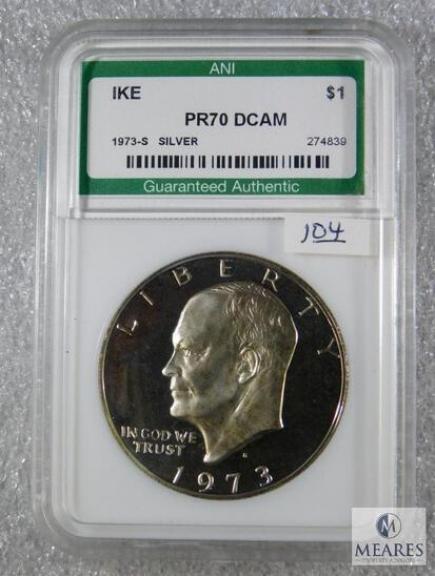 ANI
IKE $1
PR70 DCAM
1973-S SILVER 274839
Guaranteed Authentic
104
LIBERTY
IN GOD WE
TRUST
S
1973
M
MEARES